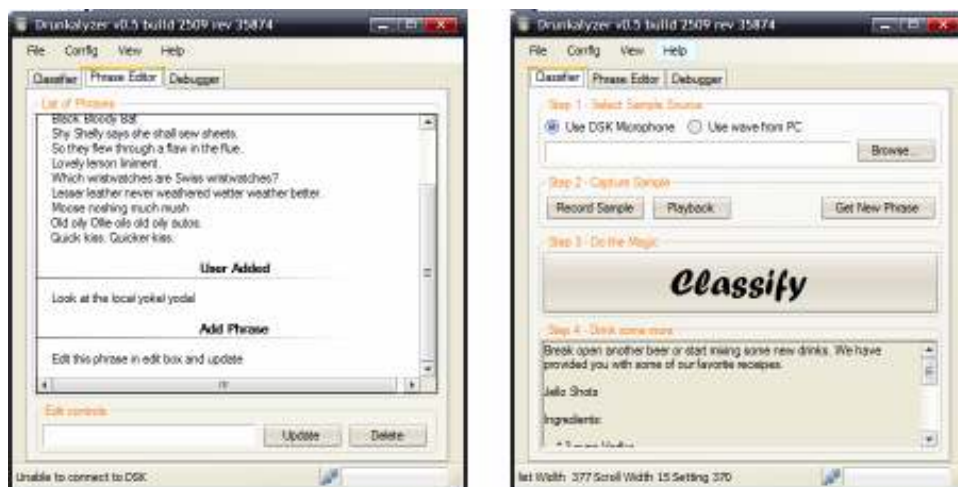 Drunkalyzer v0.5 build 2509 rev 35874
File Config View Help
Classifier Phrase Editor Debugger
List of Phrases
Black Bloody Bat
Shy Shelly says she shall sew sheets.
So they flew through a flaw in the flue.
Lovely lemon liniment.
Which wristwatches are Swiss wristwatches?
Lesser leather never weathered wetter weather better.
Moose noshing much mush
Old oily Ollie oils old oily autos.
Quick kiss. Quicker kiss.
User Added
Look at the local yokel yodel
Add Phrase
Edit this phrase in edit box and update
Edit controls
Update Delete
Unable to connect to DSK
Drunkalyzer v0.5 build 2509 rev 35874
File Config View Help
Classifier Phrase Editor Debugger
Step 1 - Select Sample Source
Use DSK Microphone Use wave from PC
Browse...
Step 2 - Capture Sample
Record Sample Playback Get New Phrase
Step 3 - Do the Magic
Classify
Step 4 - Drink some more
Break open another beer or start mixing some new drinks. We have
provided you with some of our favorite receipes.
Jello Shots
Ingredients:
Width 377 Scroll Width 15 Setting 370